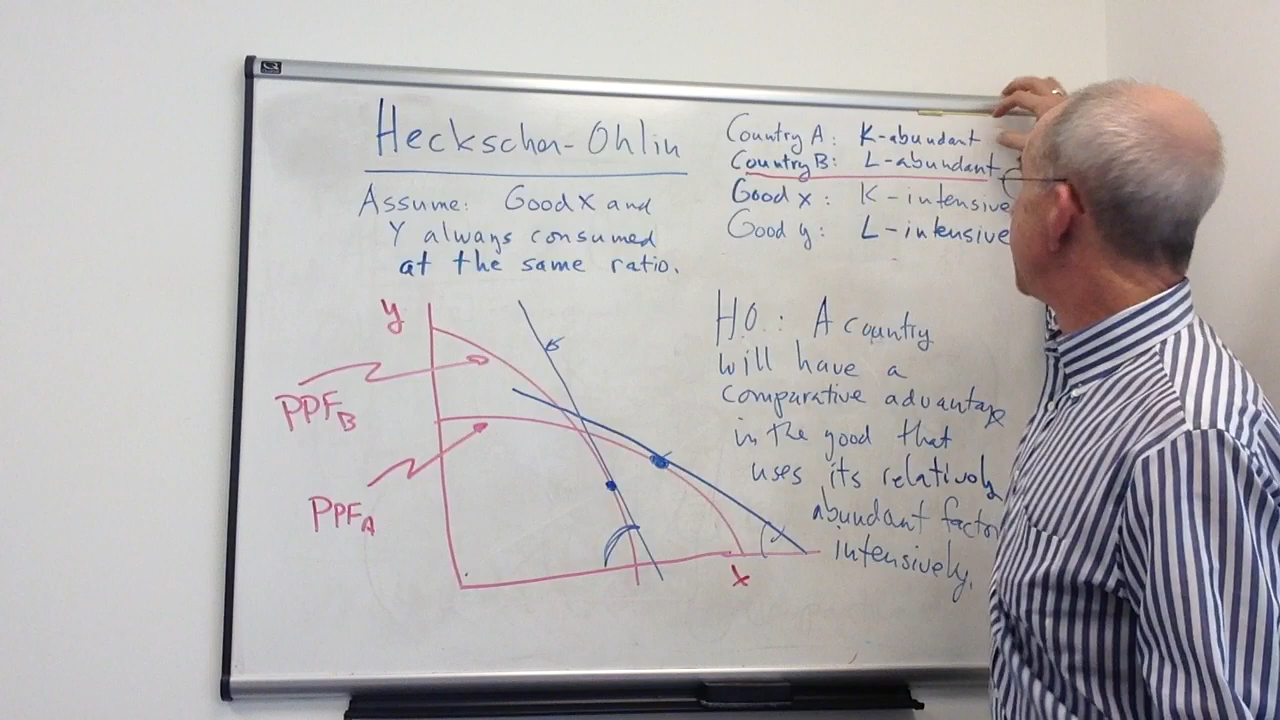 Heckscher-Ohlin
Assume: Good X and
Y always consumed
at the same ratio.
Country A: K-abundant
Country B: L-abundant
Good x: K-intensive
Good y: L-intensive
H.O.: A country
will have a
comparative advantage
in the good that
uses its relatively
abundant factor
intensively.
y
PPF_B
PPF_A
x